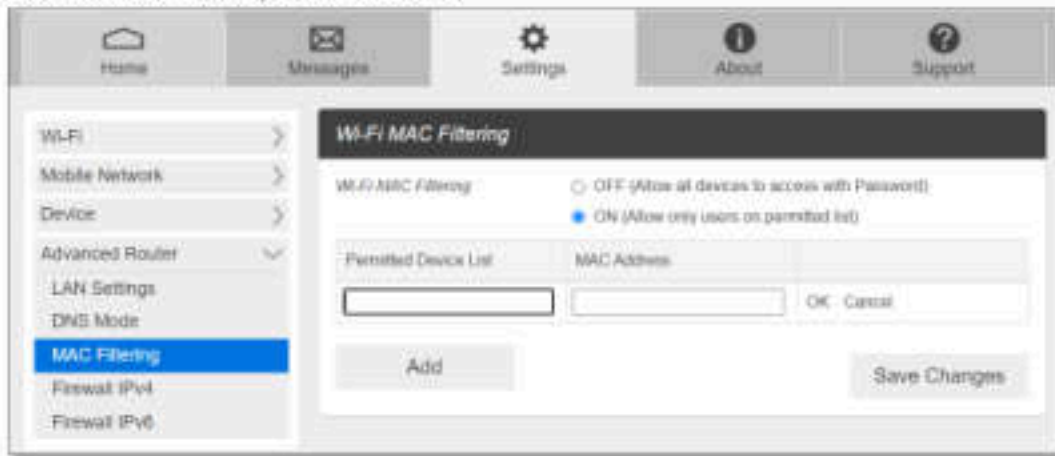 Home Messages Settings About Support
Wi-Fi
Mobile Network
Device
Advanced Router
LAN Settings
DNS Mode
MAC Filtering
Firewall IPv4
Firewall IPv6
Wi-Fi MAC Filtering
Wi-Fi MAC Filtering
OFF (Allow all devices to access with Password)
ON (Allow only users on permitted list)
Permitted Device List MAC Address
OK Cancel
Add
Save Changes